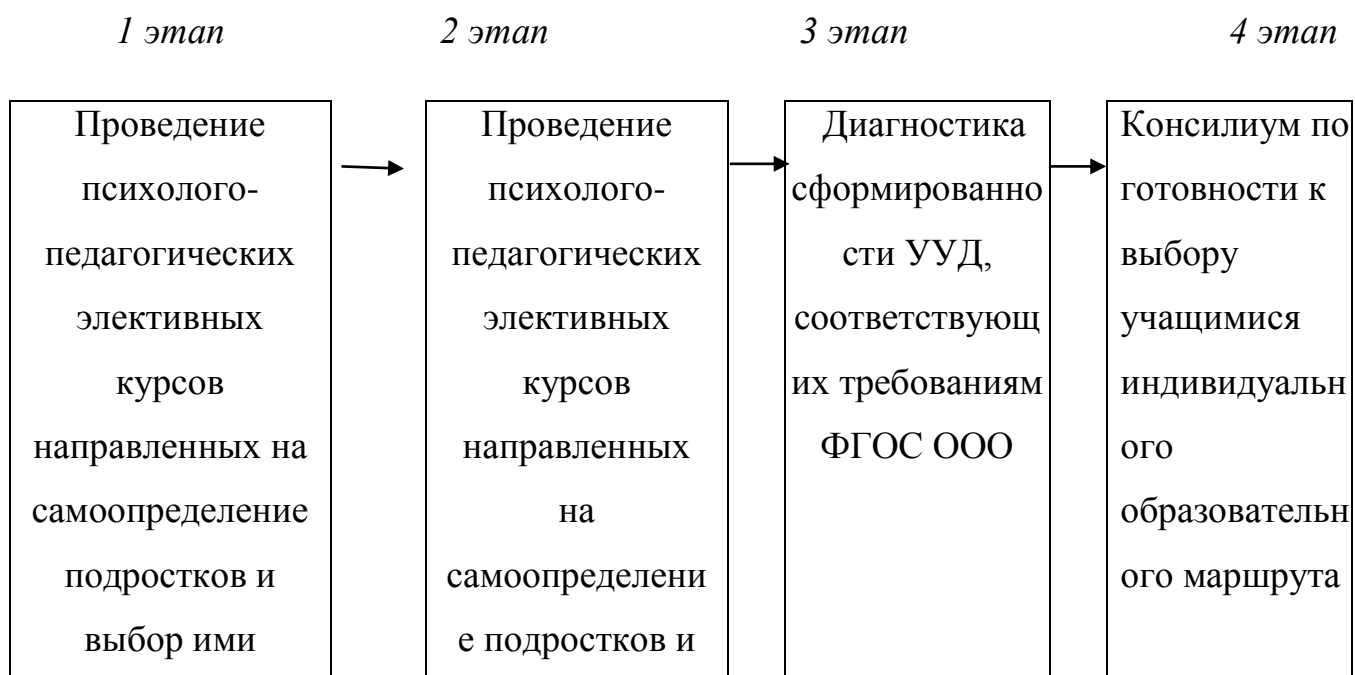 1 этап 2 этап 3 этап 4 этап
Проведение
психолого-
педагогических
элективных
курсов
направленных на
самоопределение
подростков и
выбор ими
Проведение
психолого-
педагогических
элективных
курсов
направленных
на
самоопределени
е подростков и
Диагностика
сформированно
сти УУД,
соответствующ
их требованиям
ФГОС ООО
Консилиум по
готовности к
выбору
учащимися
индивидуальн
ого
образовательн
ого маршрута